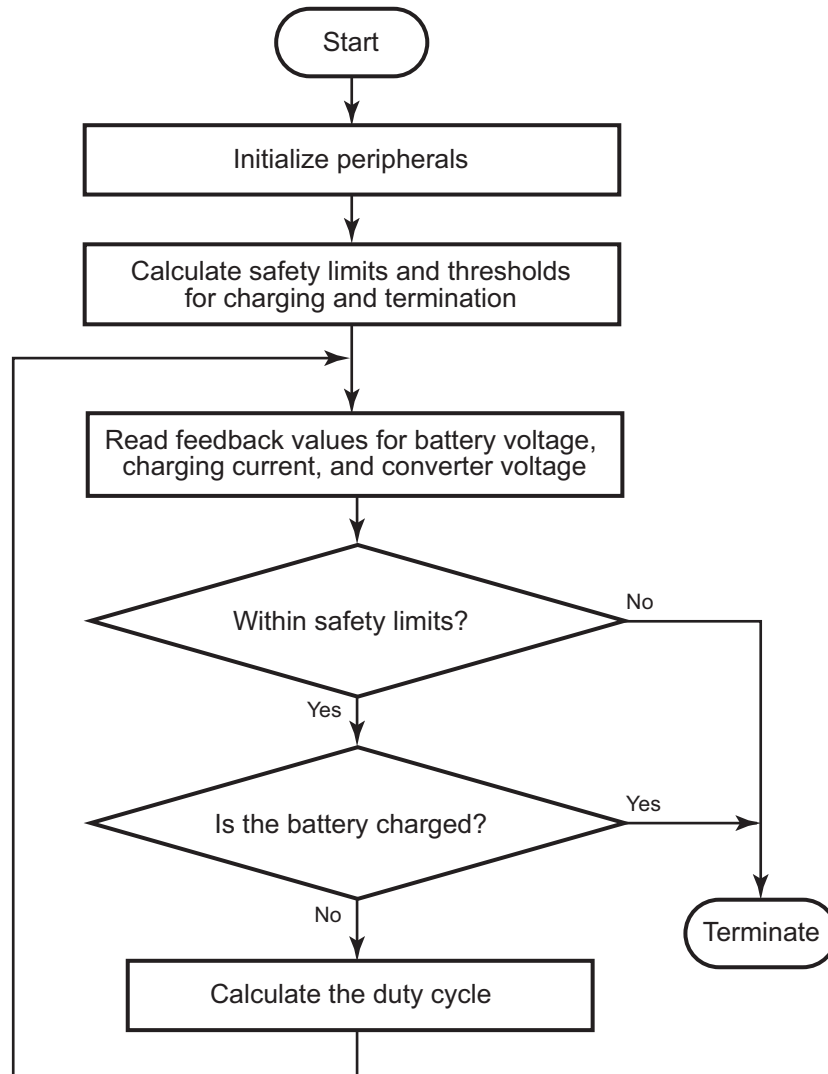 Start
Initialize peripherals
Calculate safety limits and thresholds
for charging and termination
Read feedback values for battery voltage,
charging current, and converter voltage
Within safety limits?
No
Yes
Is the battery charged?
Yes
No
Terminate
Calculate the duty cycle